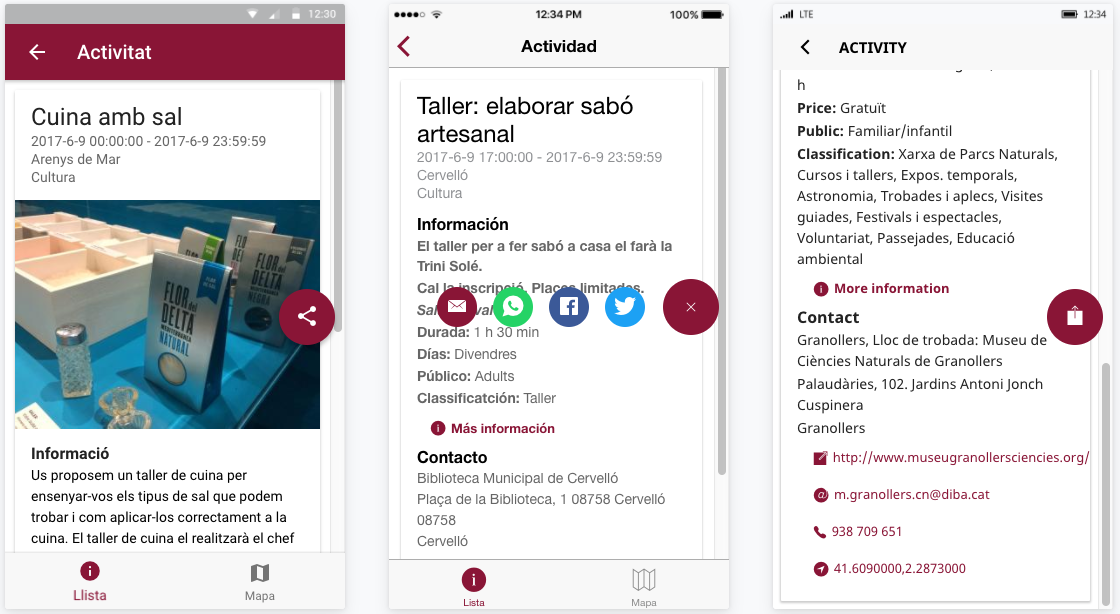 12:30
Activitat
Cuina amb sal
2017-6-9 00:00:00 - 2017-6-9 23:59:59
Arenys de Mar
Cultura
FLOR del
DELTA
MEDITERRANEA
NATURAL
FLOR del
DELTA
MEDITERRANEA
NEGRA
Informació
Us proposem un taller de cuina per
ensenyar-vos els tipus de sal que podem
trobar i com aplicar-los correctament a la
cuina. El taller de cuina el realitzarà el chef
Llista
Mapa
12:34 PM
100%
Actividad
Taller: elaborar sabó
artesanal
2017-6-9 17:00:00 - 2017-6-9 23:59:59
Cervelló
Cultura
Información
El taller per a fer sabó a casa el farà la
Trini Solé.
Cal la inscripció. Places limitades.
Durada: 1 h 30 min
Días: Divendres
Público: Adults
Classificatción: Taller
Más información
Contacto
Biblioteca Municipal de Cervelló
Plaça de la Biblioteca, 1 08758 Cervelló
08758
Cervelló
Lista
Mapa
LTE
12:34
ACTIVITY
h
Price: Gratuït
Public: Familiar/infantil
Classification: Xarxa de Parcs Naturals,
Cursos i tallers, Expos. temporals,
Astronomia, Trobades i aplecs, Visites
guiades, Festivals i espectacles,
Voluntariat, Passejades, Educació
ambiental
More information
Contact
Granollers, Lloc de trobada: Museu de
Ciències Naturals de Granollers
Palaudàries, 102. Jardins Antoni Jonch
Cuspinera
Granollers
http://www.museugranollersciencies.org/
m.granollers.cn@diba.cat
938 709 651
41.6090000,2.2873000